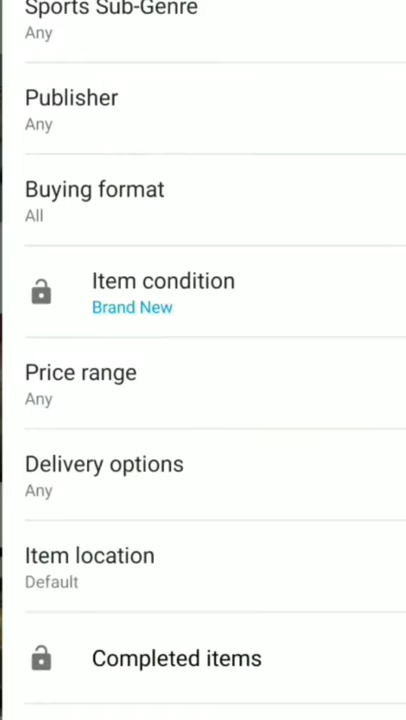 Sports Sub-Genre
Any
Publisher
Any
Buying format
All
Item condition
Brand New
Price range
Any
Delivery options
Any
Item location
Default
Completed items